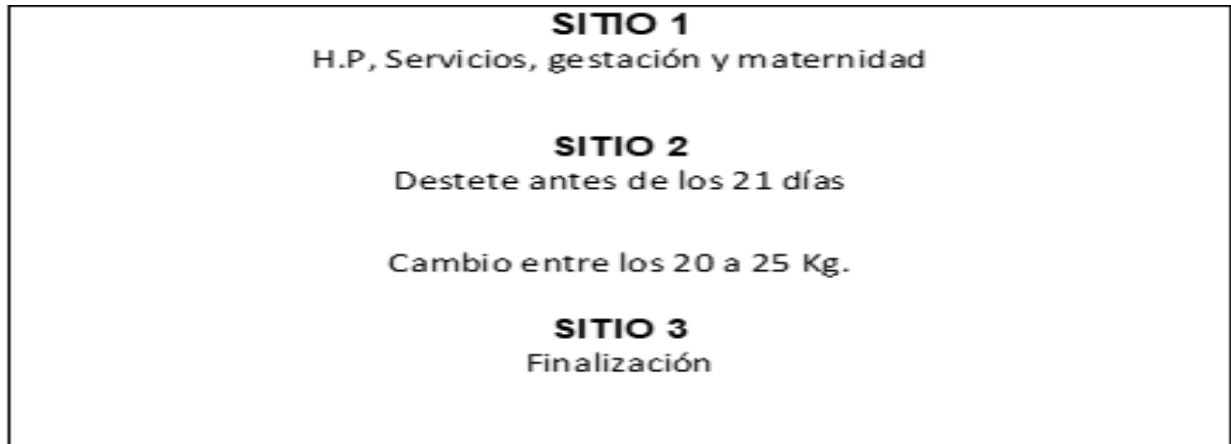 SITIO 1
H.P, Servicios, gestación y maternidad
SITIO 2
Destete antes de los 21 días
Cambio entre los 20 a 25 Kg.
SITIO 3
Finalización